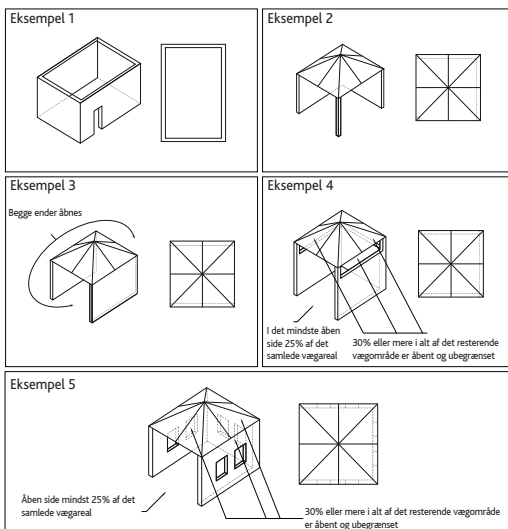 Eksempel 1
Eksempel 2
Eksempel 3
Begge ender åbnes
Eksempel 4
I det mindste åben
side 25% af det
samlede vægareal
30% eller mere i alt af det resterende
vægområde er åbent og ubegrænset
Eksempel 5
Åben side mindst 25% af det
samlede vægareal
30% eller mere i alt af det resterende vægområde
er åbent og ubegrænset